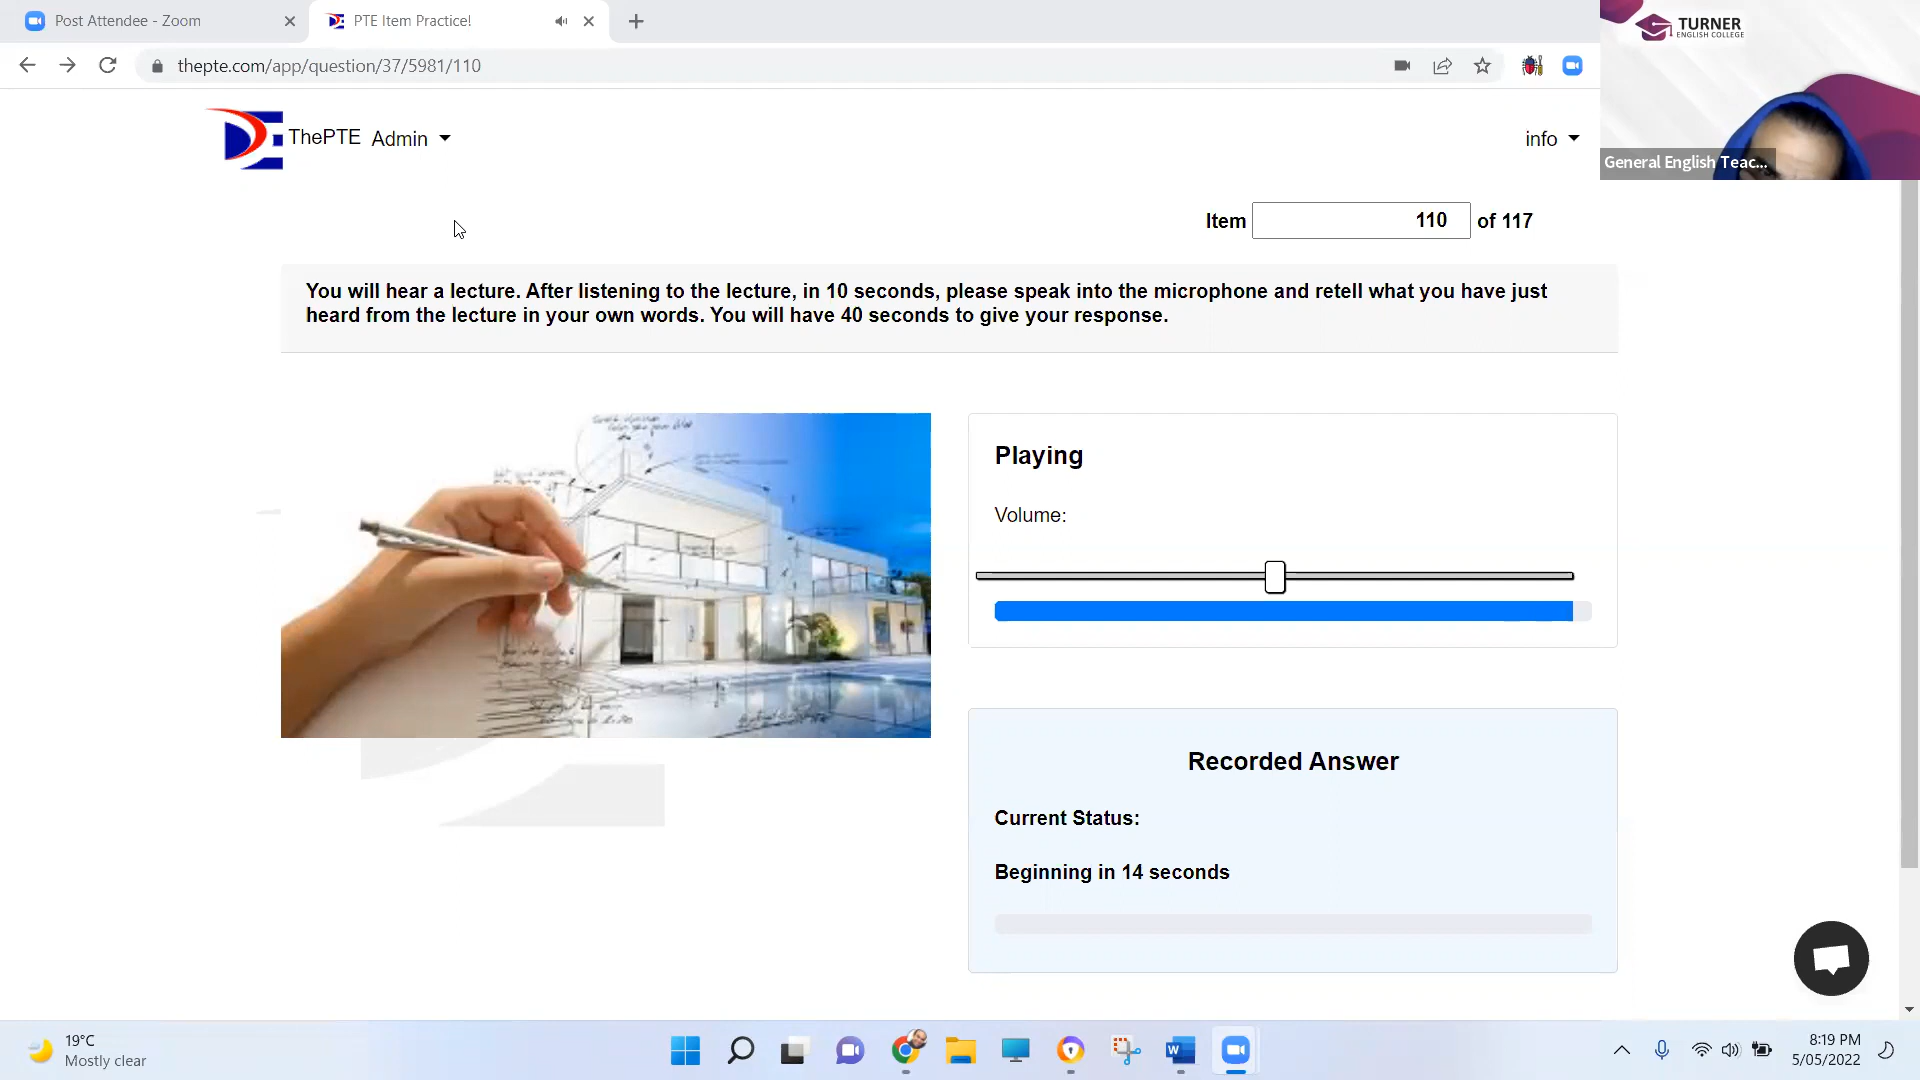 Post Attendee - Zoom
PTE Item Practice!
thepte.com/app/question/37/5981/110
TURNER
ENGLISH COLLEGE
General English Teac...
ThePTE Admin
info
Item 110 of 117
You will hear a lecture. After listening to the lecture, in 10 seconds, please speak into the microphone and retell what you have just
heard from the lecture in your own words. You will have 40 seconds to give your response.
Playing
Volume:
Recorded Answer
Current Status:
Beginning in 14 seconds
19°C
Mostly clear
8:19 PM
5/05/2022